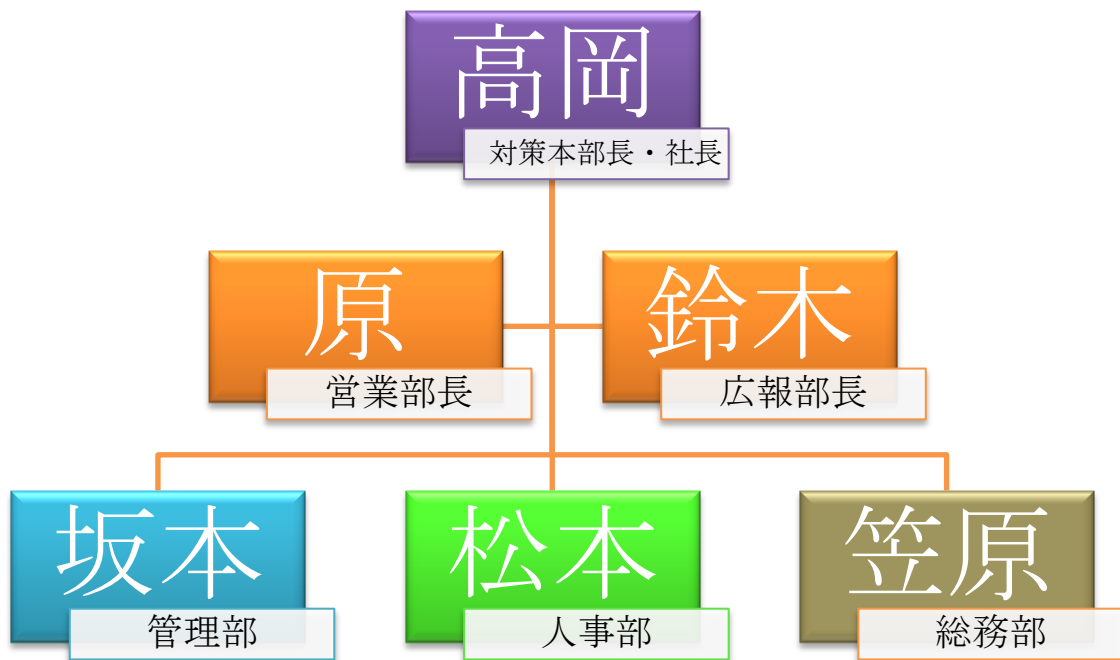 高岡
対策本部長・社長
原
営業部長
鈴木
広報部長
坂本
管理部
松本
人事部
笠原
総務部